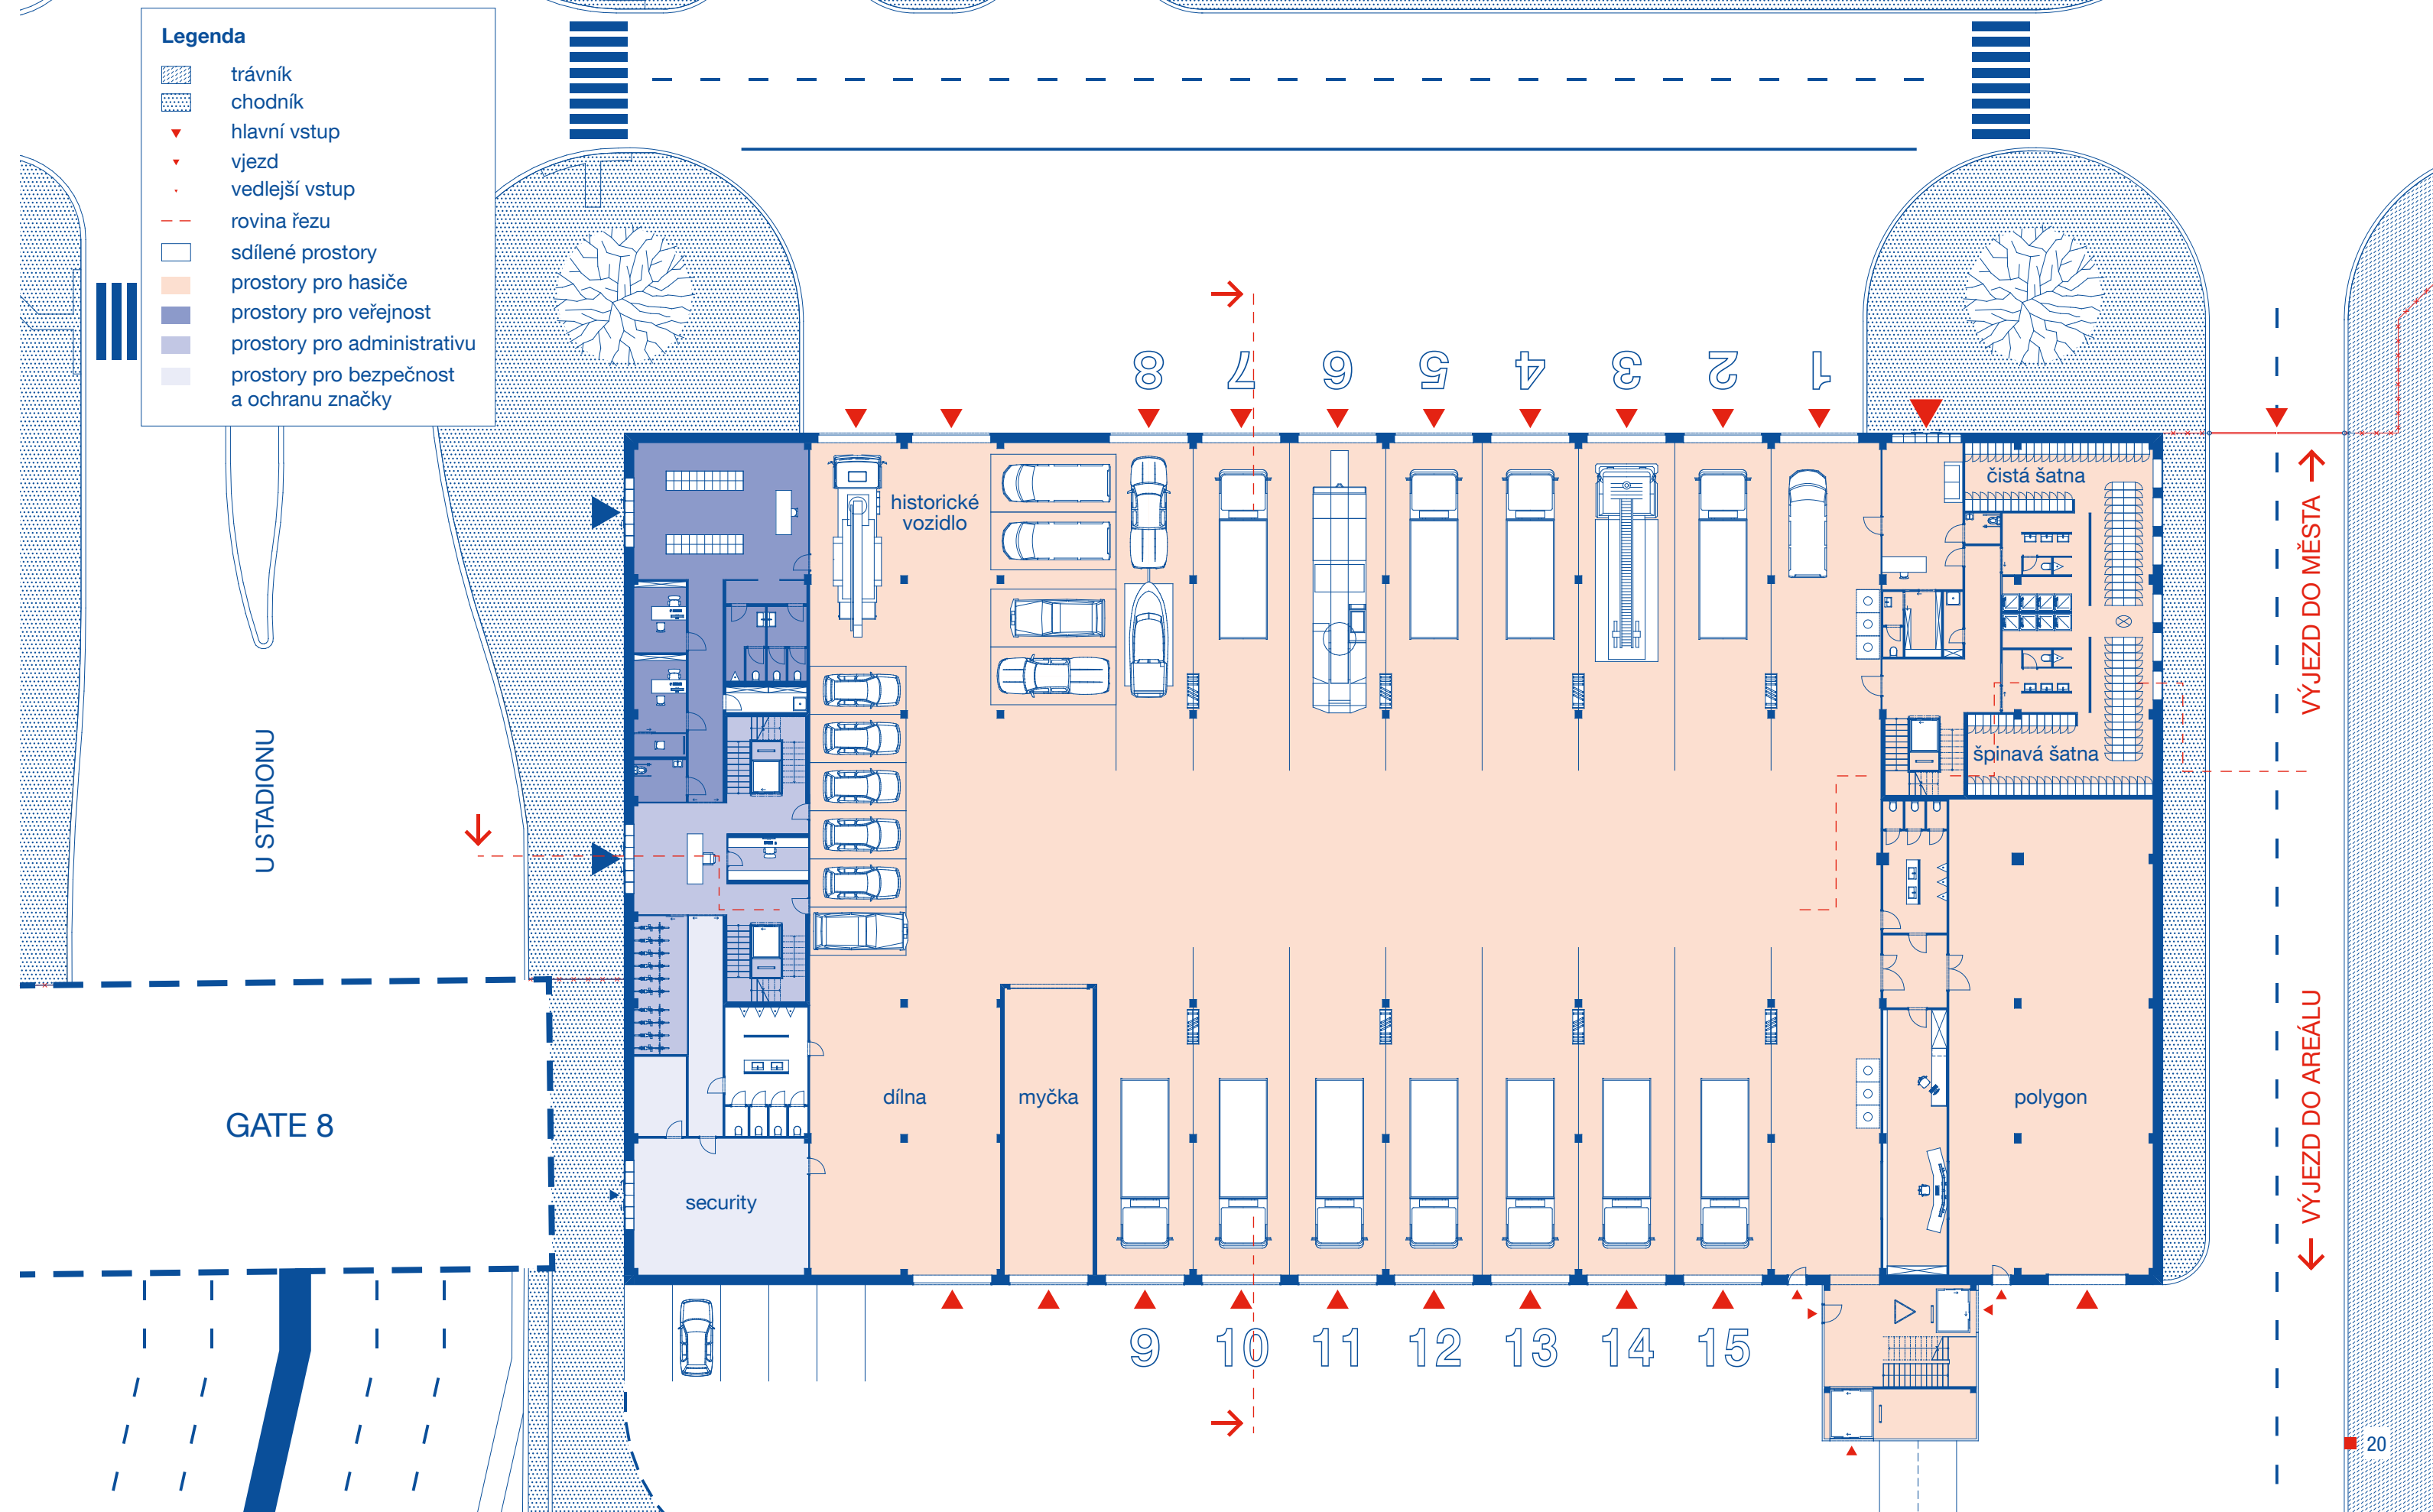 Legenda
trávník
chodník
hlavní vstup
vjezd
vedlejší vstup
rovina řezu
sdílené prostory
prostory pro hasiče
prostory pro veřejnost
prostory pro administrativu
prostory pro bezpečnost
a ochranu značky
8
7
6
5
4
3
2
1
historické
vozidlo
čistá šatna
špinavá šatna
VÝJEZD DO MĚSTA
U STADIONU
GATE 8
dílna
myčka
polygon
security
VÝJEZD DO AREÁLU
9
10
11
12
13
14
15
20